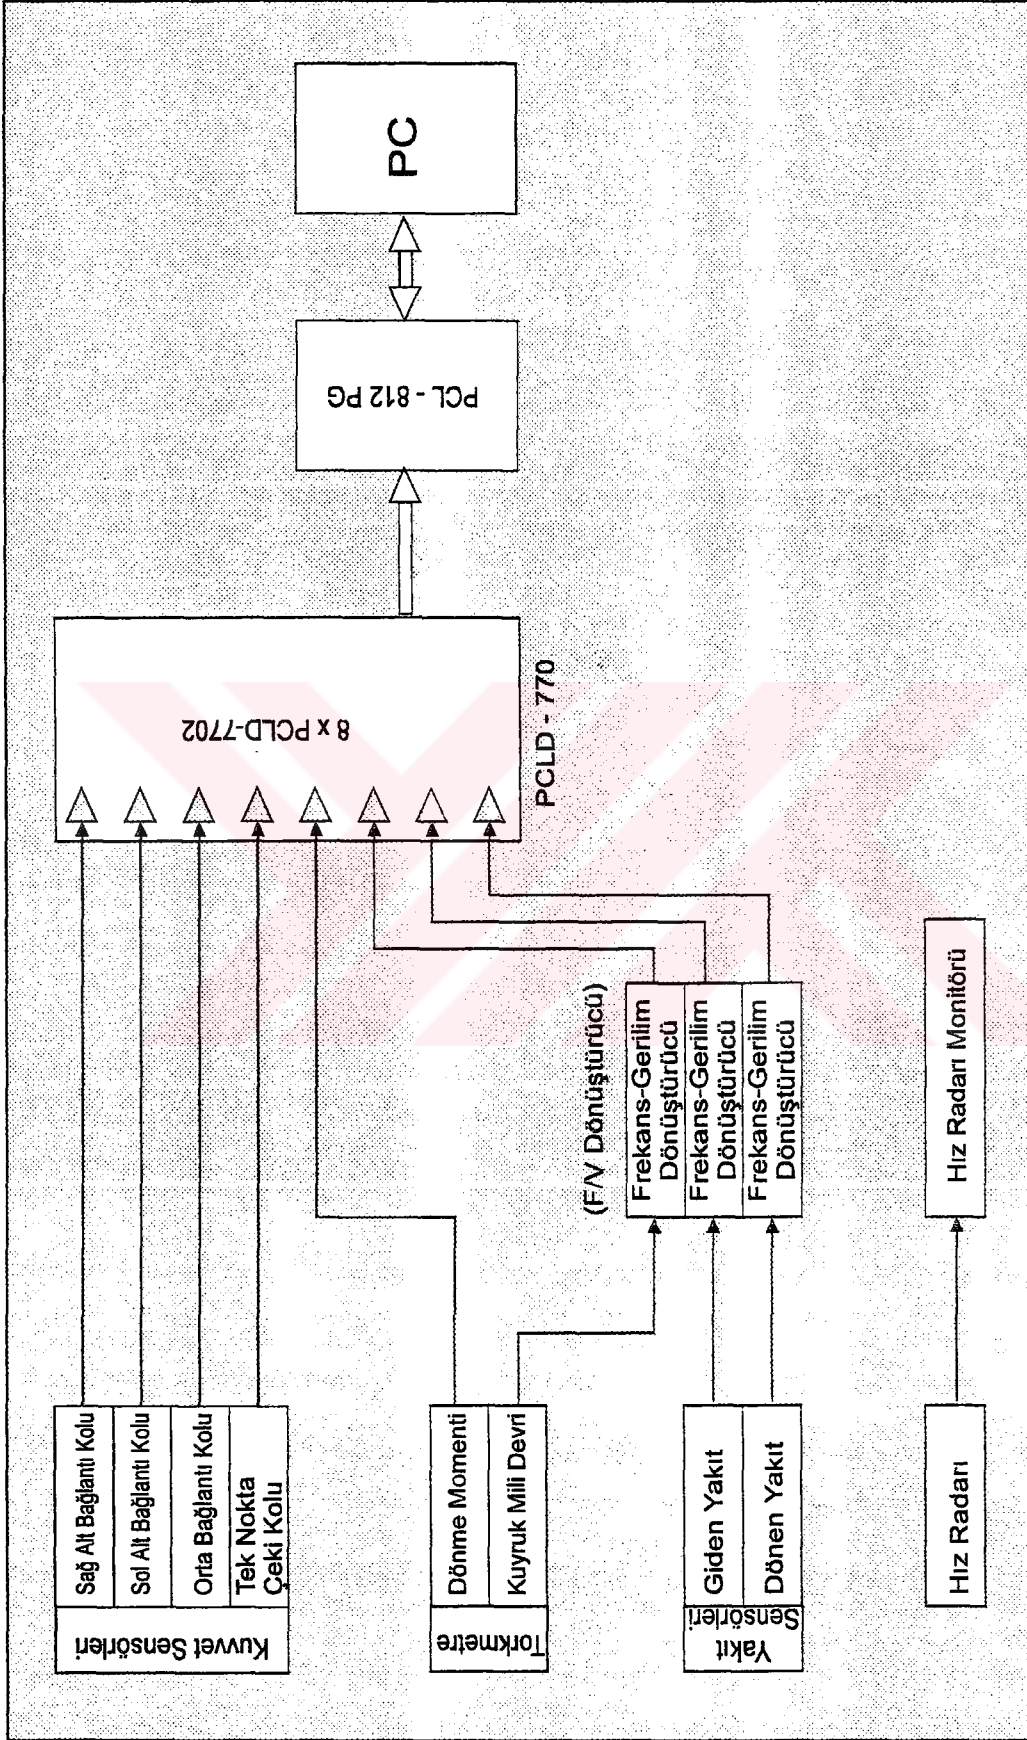 Kuvvet Sensörleri
Sağ Alt Bağlantı Kolu
Sol Alt Bağlantı Kolu
Orta Bağlantı Kolu
Tek Nokta
Çeki Kolu
Torkmetre
Dönme Momenti
Kuyruk Mili Devri
Yakıt
Sensörleri
Giden Yakıt
Dönen Yakıt
Hız Radarı
(F/V Dönüştürücü)
Frekans-Gerilim
Dönüştürücü
Frekans-Gerilim
Dönüştürücü
Frekans-Gerilim
Dönüştürücü
Hız Radarı Monitörü
8 x PCLD-7702
PCLD - 770
PCL - 812 PG
PC